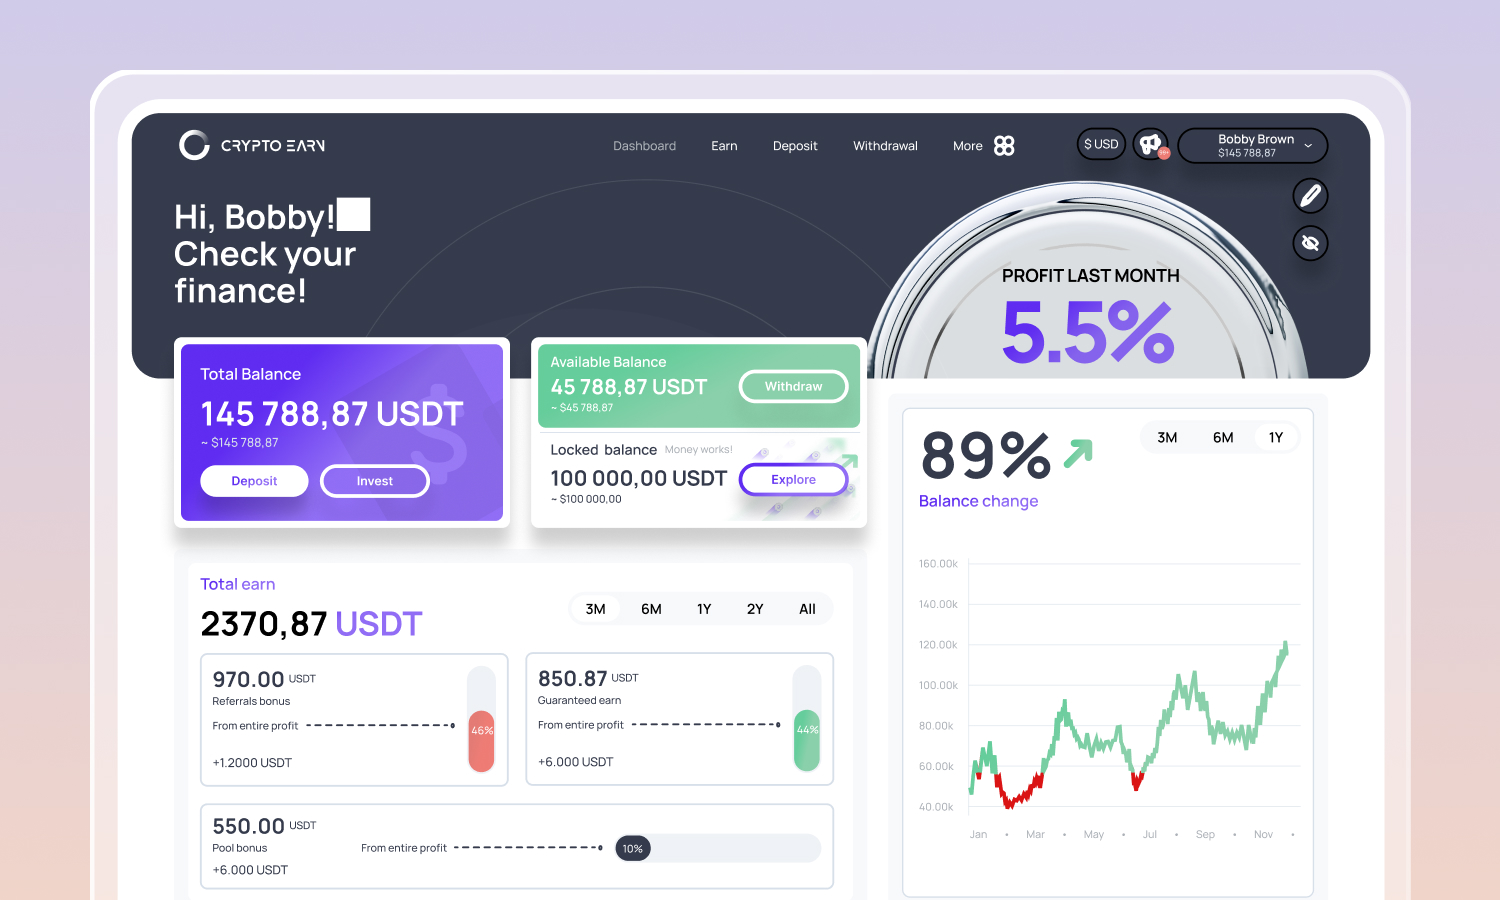 CRYPTO EARN
Dashboard Earn Deposit Withdrawal More
$ USD
Bobby Brown
$145 788,87
Hi, Bobby!
Check your
finance!
PROFIT LAST MONTH
5.5%
Total Balance
145 788,87 USDT
~ $145 788,87
Deposit Invest
Available Balance
45 788,87 USDT
~ $45 788,87
Withdraw
Locked balance Money works!
100 000,00 USDT
~ $100 000,00
Explore
89%
Balance change
3M 6M 1Y
160.00k
140.00k
120.00k
100.00k
80.00k
60.00k
40.00k
Jan • Mar • May • Jul • Sep • Nov •
Total earn
2370,87 USDT
3M 6M 1Y 2Y All
970.00 USDT
Referrals bonus
From entire profit
46%
+1.2000 USDT
850.87 USDT
Guaranteed earn
From entire profit
44%
+6.000 USDT
550.00 USDT
Pool bonus
From entire profit
10%
+6.000 USDT